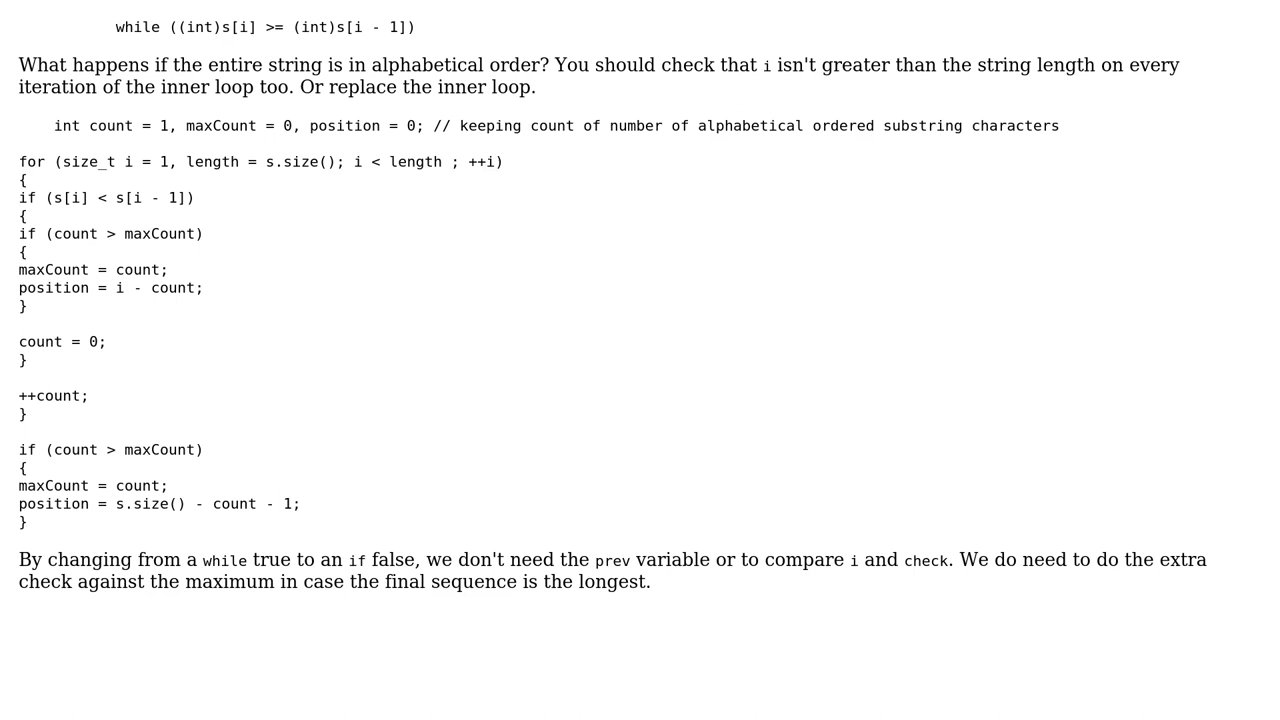 while ((int)s[i] >= (int)s[i - 1])
What happens if the entire string is in alphabetical order? You should check that i isn't greater than the string length on every
iteration of the inner loop too. Or replace the inner loop.
int count = 1, maxCount = 0, position = 0; // keeping count of number of alphabetical ordered substring characters
for (size_t i = 1, length = s.size(); i < length ; ++i)
{
if (s[i] < s[i - 1])
{
if (count > maxCount)
{
maxCount = count;
position = i - count;
}
count = 0;
}
++count;
}
if (count > maxCount)
{
maxCount = count;
position = s.size() - count - 1;
}
By changing from a while true to an if false, we don't need the prev variable or to compare i and check. We do need to do the extra
check against the maximum in case the final sequence is the longest.